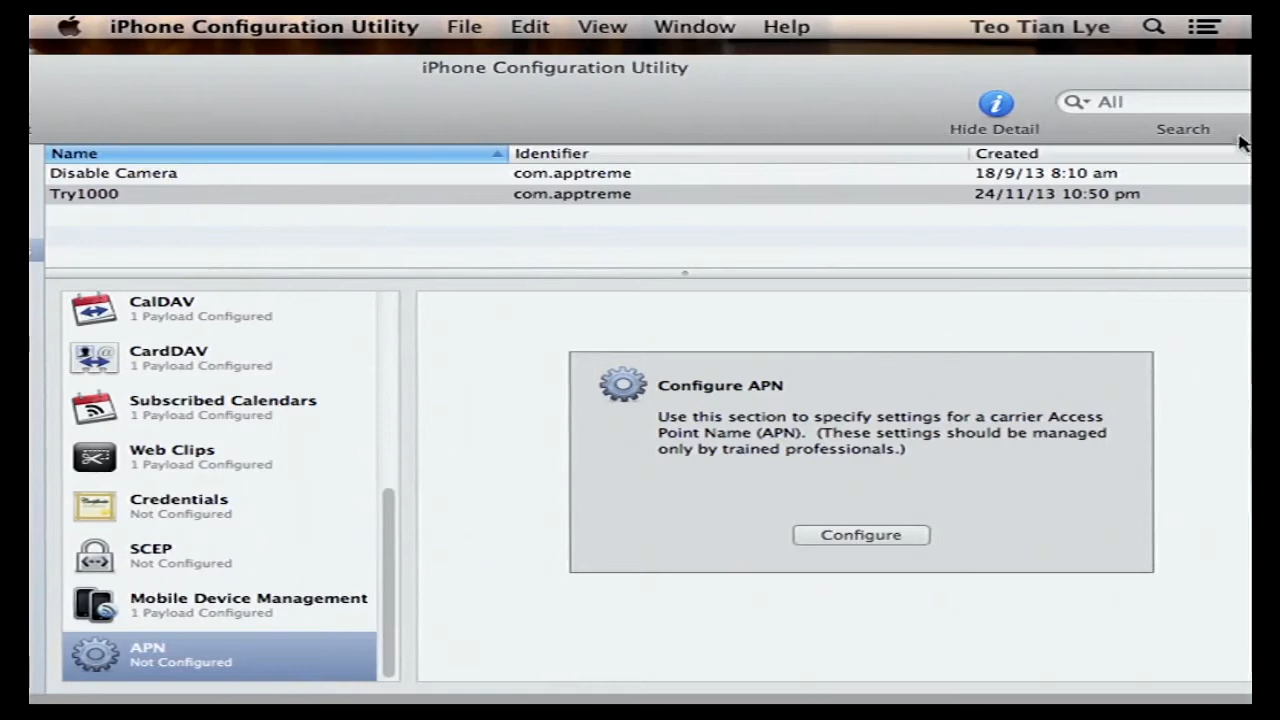 iPhone Configuration Utility File Edit View Window Help Teo Tian Lye
iPhone Configuration Utility
All
Hide Detail Search
Name Identifier Created
Disable Camera com.apptreme 18/9/13 8:10 am
Try1000 com.apptreme 24/11/13 10:50 pm
CalDAV
1 Payload Configured
CardDAV
1 Payload Configured
Subscribed Calendars
1 Payload Configured
Web Clips
1 Payload Configured
Credentials
Not Configured
SCEP
Not Configured
Mobile Device Management
1 Payload Configured
APN
Not Configured
Configure APN
Use this section to specify settings for a carrier Access
Point Name (APN). (These settings should be managed
only by trained professionals.)
Configure